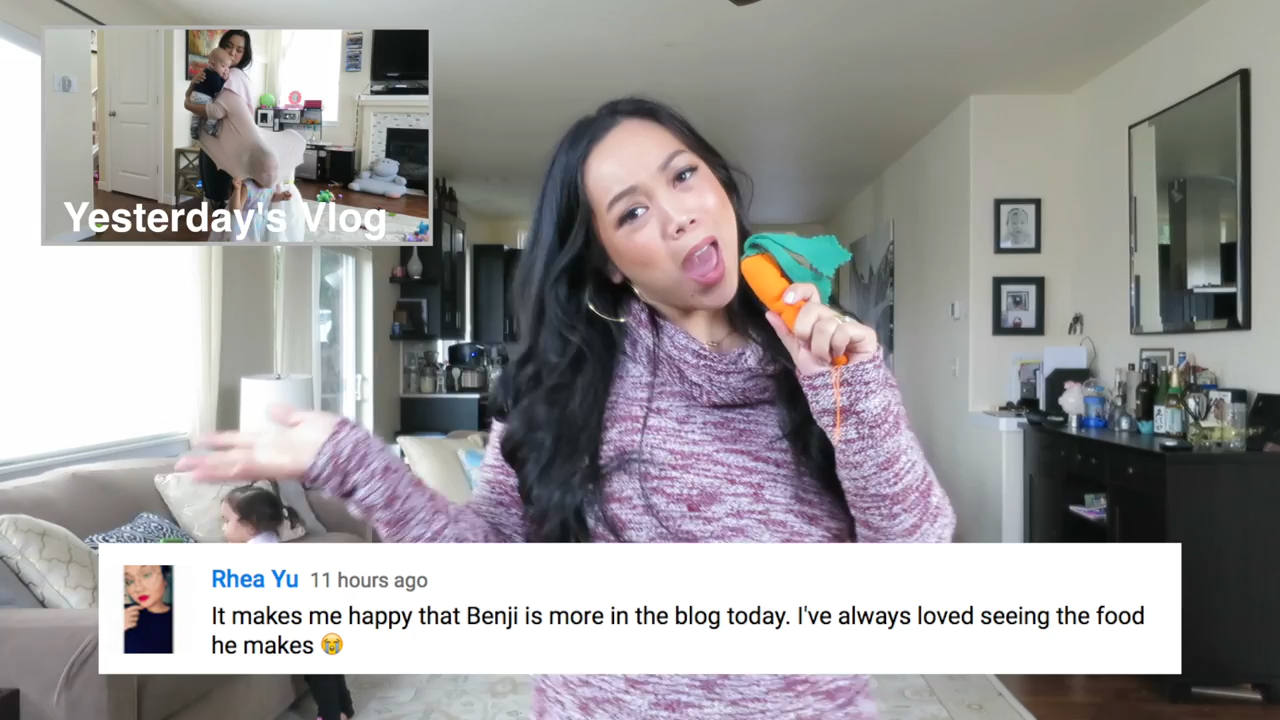 Yesterday's Vlog
Rhea Yu 11 hours ago
It makes me happy that Benji is more in the blog today. I've always loved seeing the food
he makes 😭